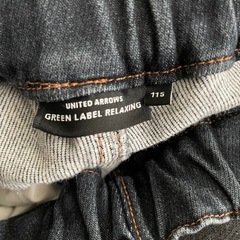 UNITED ARROWS
GREEN LABEL RELAXING
115